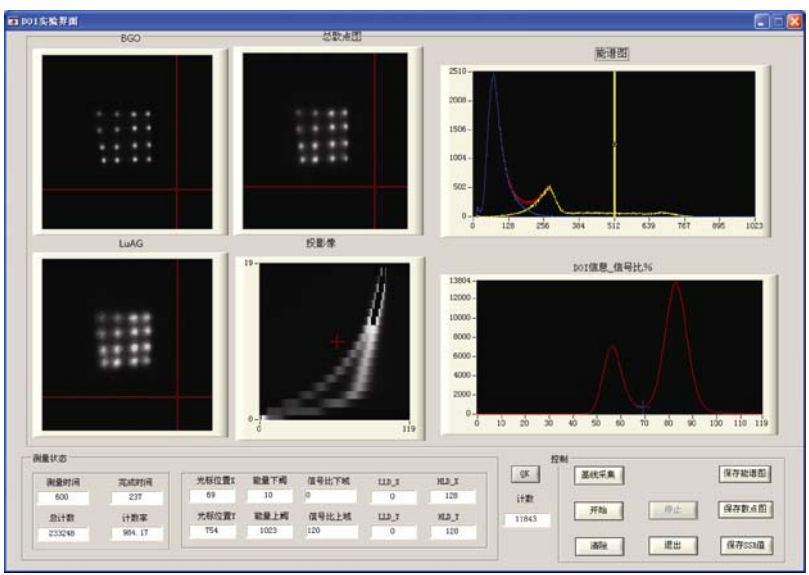 DOI实验界面
BGO
总散点图
能谱图
2510
2008
1506
1004
502
0
0 128 256 384 512 639 767 895 1023
LuAG
投影像
19
0
0 119
DOI信息_信号比%
13804
12000
10000
8000
6000
4000
2000
0
0 10 20 30 40 50 60 70 80 90 100 110 119
测量状态
测量时间 完成时间
600 237
总计数 计数率
233248 984.17
光标位置X 能量下阈 信号比下域 LLD_X HLD_X
69 10 0 0 128
光标位置Y 能量上阈 信号比上域 LLD_Y HLD_Y
754 1023 120 0 128
OK
计数
11843
控制
基线采集 保存能谱图
开始 停止 保存散点图
清除 退出 保存SSR值